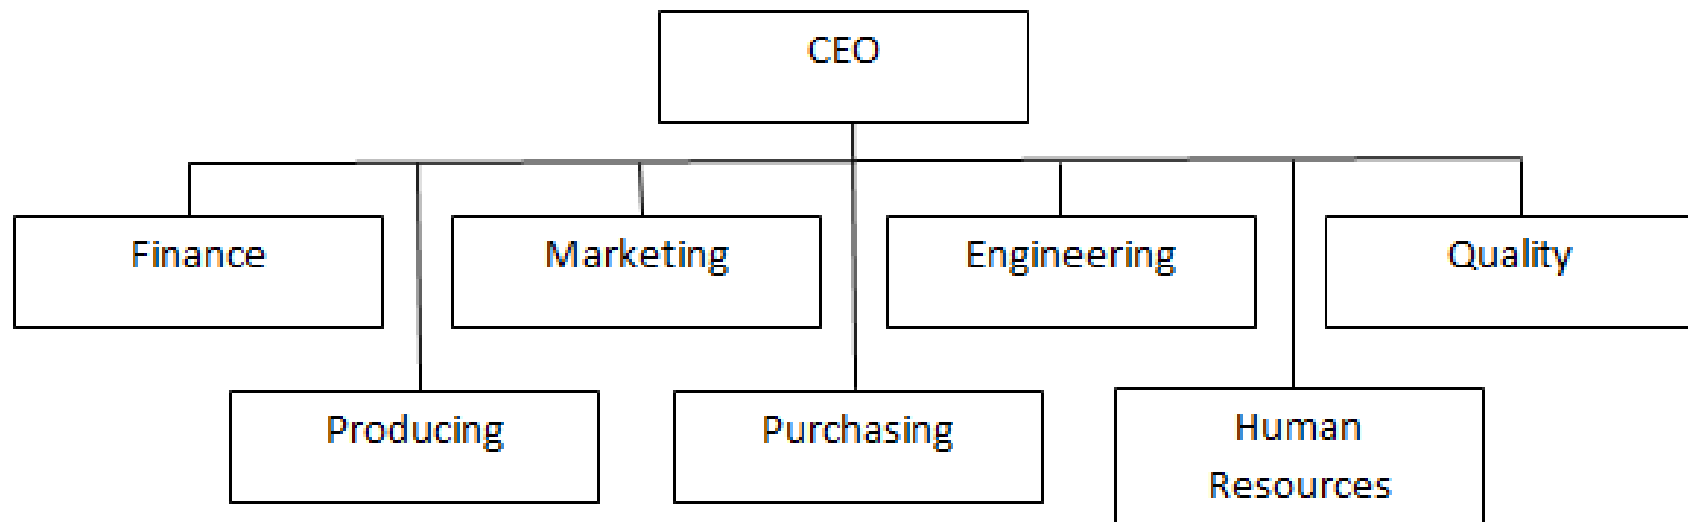 CEO
Finance
Marketing
Engineering
Quality
Producing
Purchasing
Human
Resources